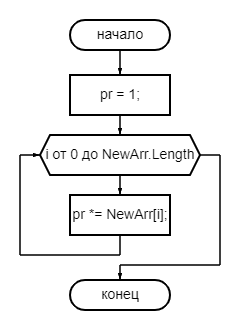 начало
pr = 1;
i от 0 до NewArr.Length
pr *= NewArr[i];
конец